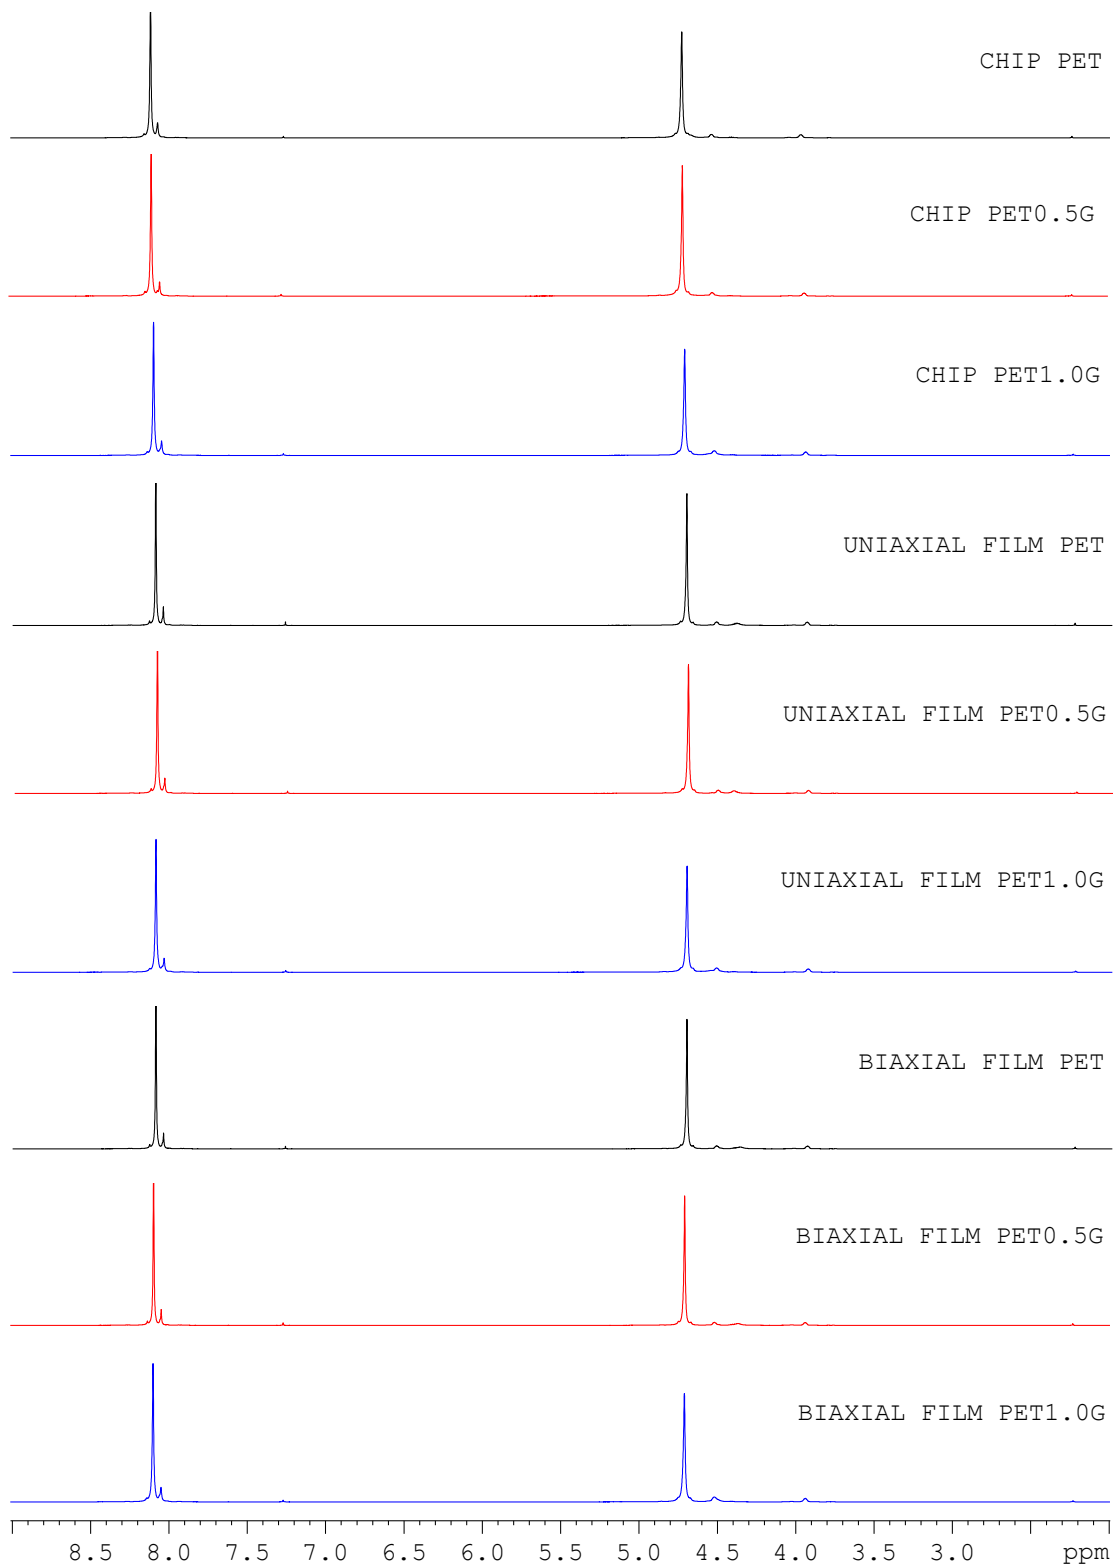 CHIP PET
CHIP PET0.5G
CHIP PET1.0G
UNIAXIAL FILM PET
UNIAXIAL FILM PET0.5G
UNIAXIAL FILM PET1.0G
BIAXIAL FILM PET
BIAXIAL FILM PET0.5G
BIAXIAL FILM PET1.0G
8.5 8.0 7.5 7.0 6.5 6.0 5.5 5.0 4.5 4.0 3.5 3.0 ppm